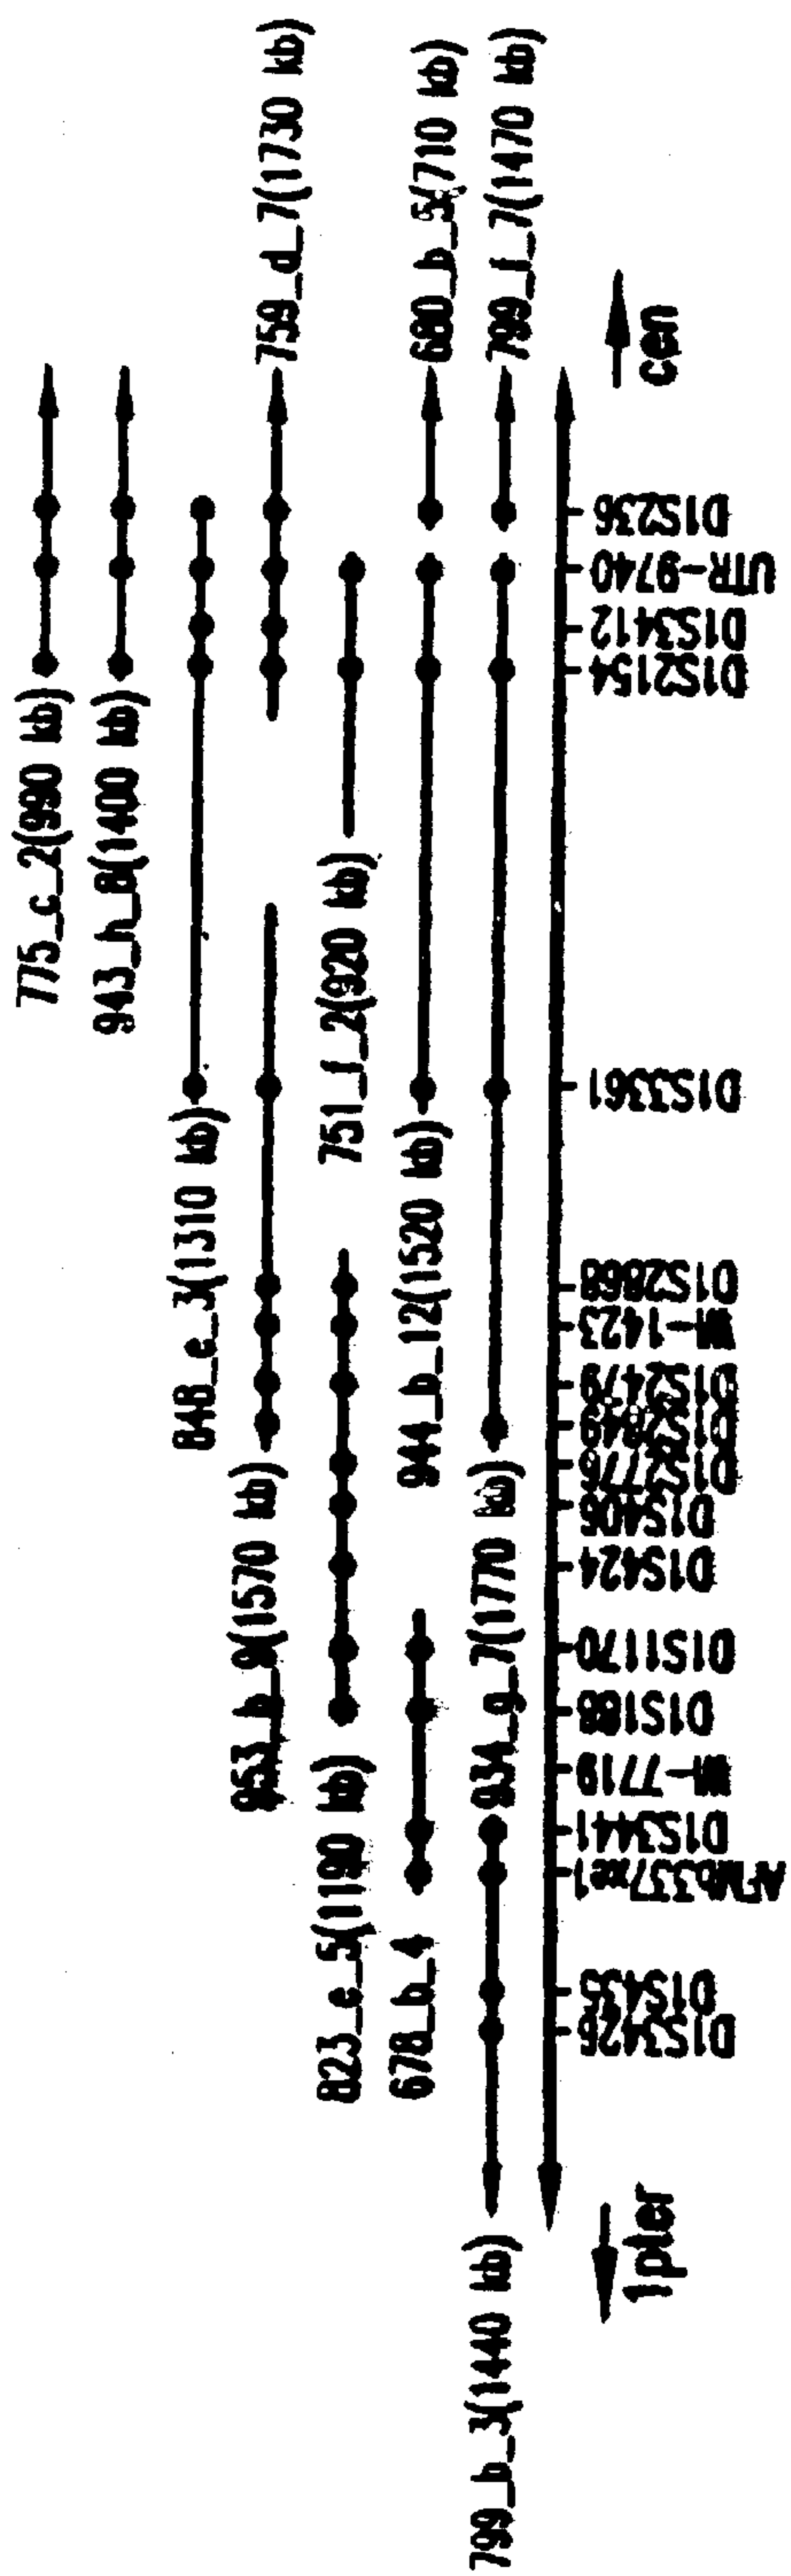 775_c_2(990 kb)
943_h_8(1400 kb)
848_e_3(1310 kb)
759_d_7(1730 kb)
953_b_9(1570 kb)
751_f_2(920 kb)
823_e_5(1190 kb)
944_b_12(1520 kb)
680_b_5(710 kb)
678_b_4
799_b_3(1440 kb)
934_g_7(1770 kb)
799_f_7(1470 kb)
1pter
cen
D1S3426
D1S435
AFMb337xe1
D1S3441
WI-7719
D1S188
D1S1170
D1S424
D1S406
D1S2776
D1S2849
D1S2479
WI-1423
D1S2868
D1S3361
D1S2154
D1S3412
UTR-9740
D1S236